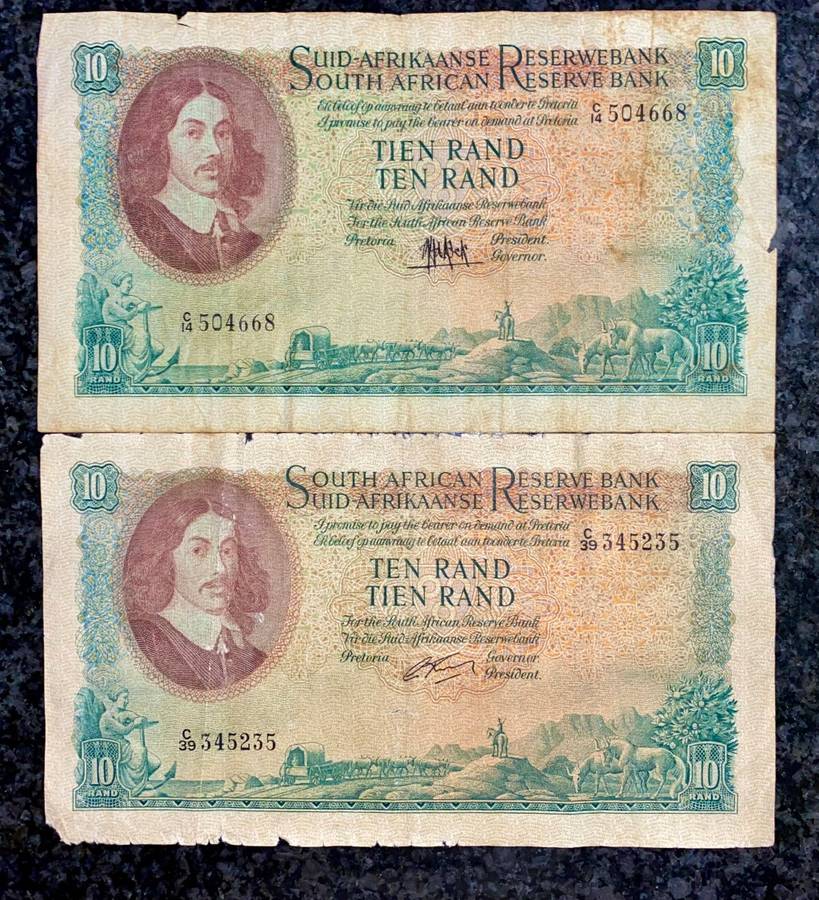 10
SUID-AFRIKAANSE RESERWEBANK
10
SOUTH AFRICAN RESERVE BANK
Ek beloof op aanvraag te betaal aan toonder te Pretoria
I promise to pay the bearer on demand at Pretoria
C/14 504668
TIEN RAND
TEN RAND
Vir die Suid-Afrikaanse Reserwebank
For the South African Reserve Bank
Pretoria President.
Governor.
C/14 504668
10 RAND
10 RAND
10
SOUTH AFRICAN RESERVE BANK
10
SUID-AFRIKAANSE RESERWEBANK
I promise to pay the bearer on demand at Pretoria
Ek beloof op aanvraag te betaal aan toonder te Pretoria
C/39 345235
TEN RAND
TIEN RAND
For the South African Reserve Bank
Vir die Suid-Afrikaanse Reserwebank
Pretoria Governor
President.
C/39 345235
10 RAND
10 RAND